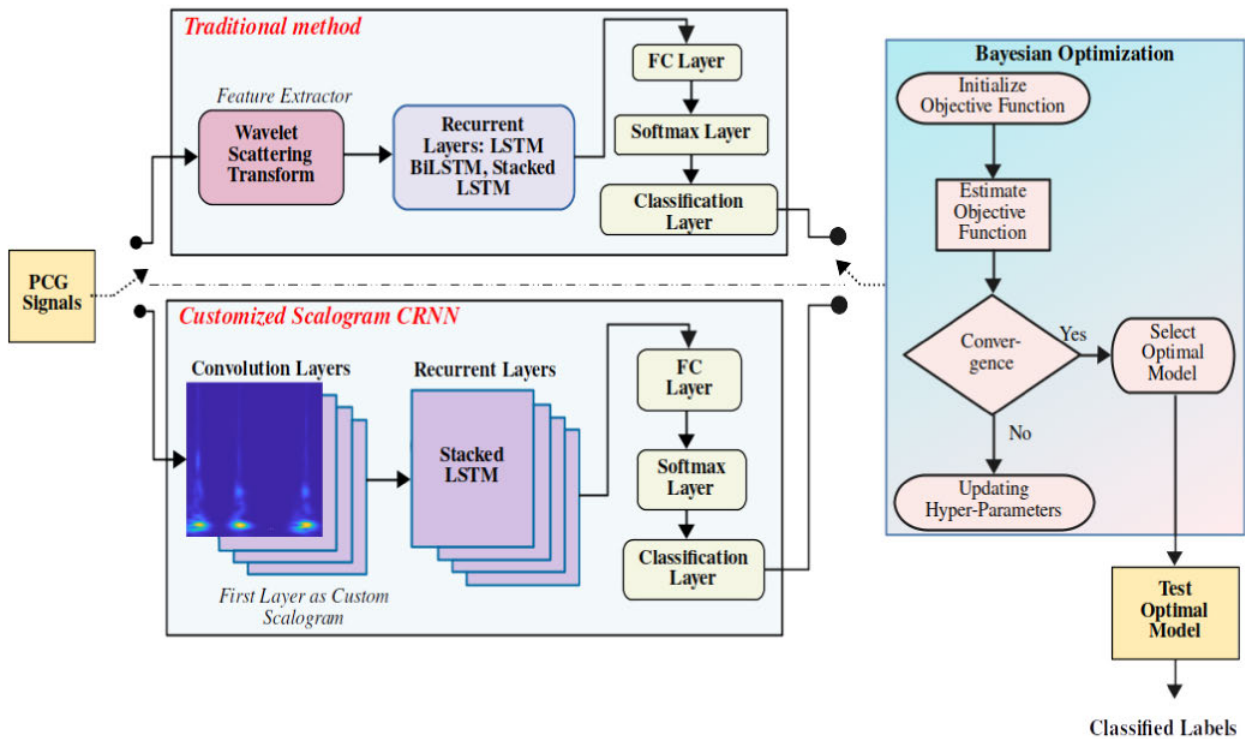 Traditional method
Feature Extractor
Wavelet
Scattering
Transform
Recurrent
Layers: LSTM
BiLSTM, Stacked
LSTM
FC Layer
Softmax Layer
Classification
Layer
PCG
Signals
Customized Scalogram CRNN
Convolution Layers
First Layer as Custom
Scalogram
Recurrent Layers
Stacked
LSTM
FC
Layer
Softmax
Layer
Classification
Layer
Bayesian Optimization
Initialize
Objective Function
Estimate
Objective
Function
Conver-
gence
Yes
No
Select
Optimal
Model
Updating
Hyper-Parameters
Test
Optimal
Model
Classified Labels